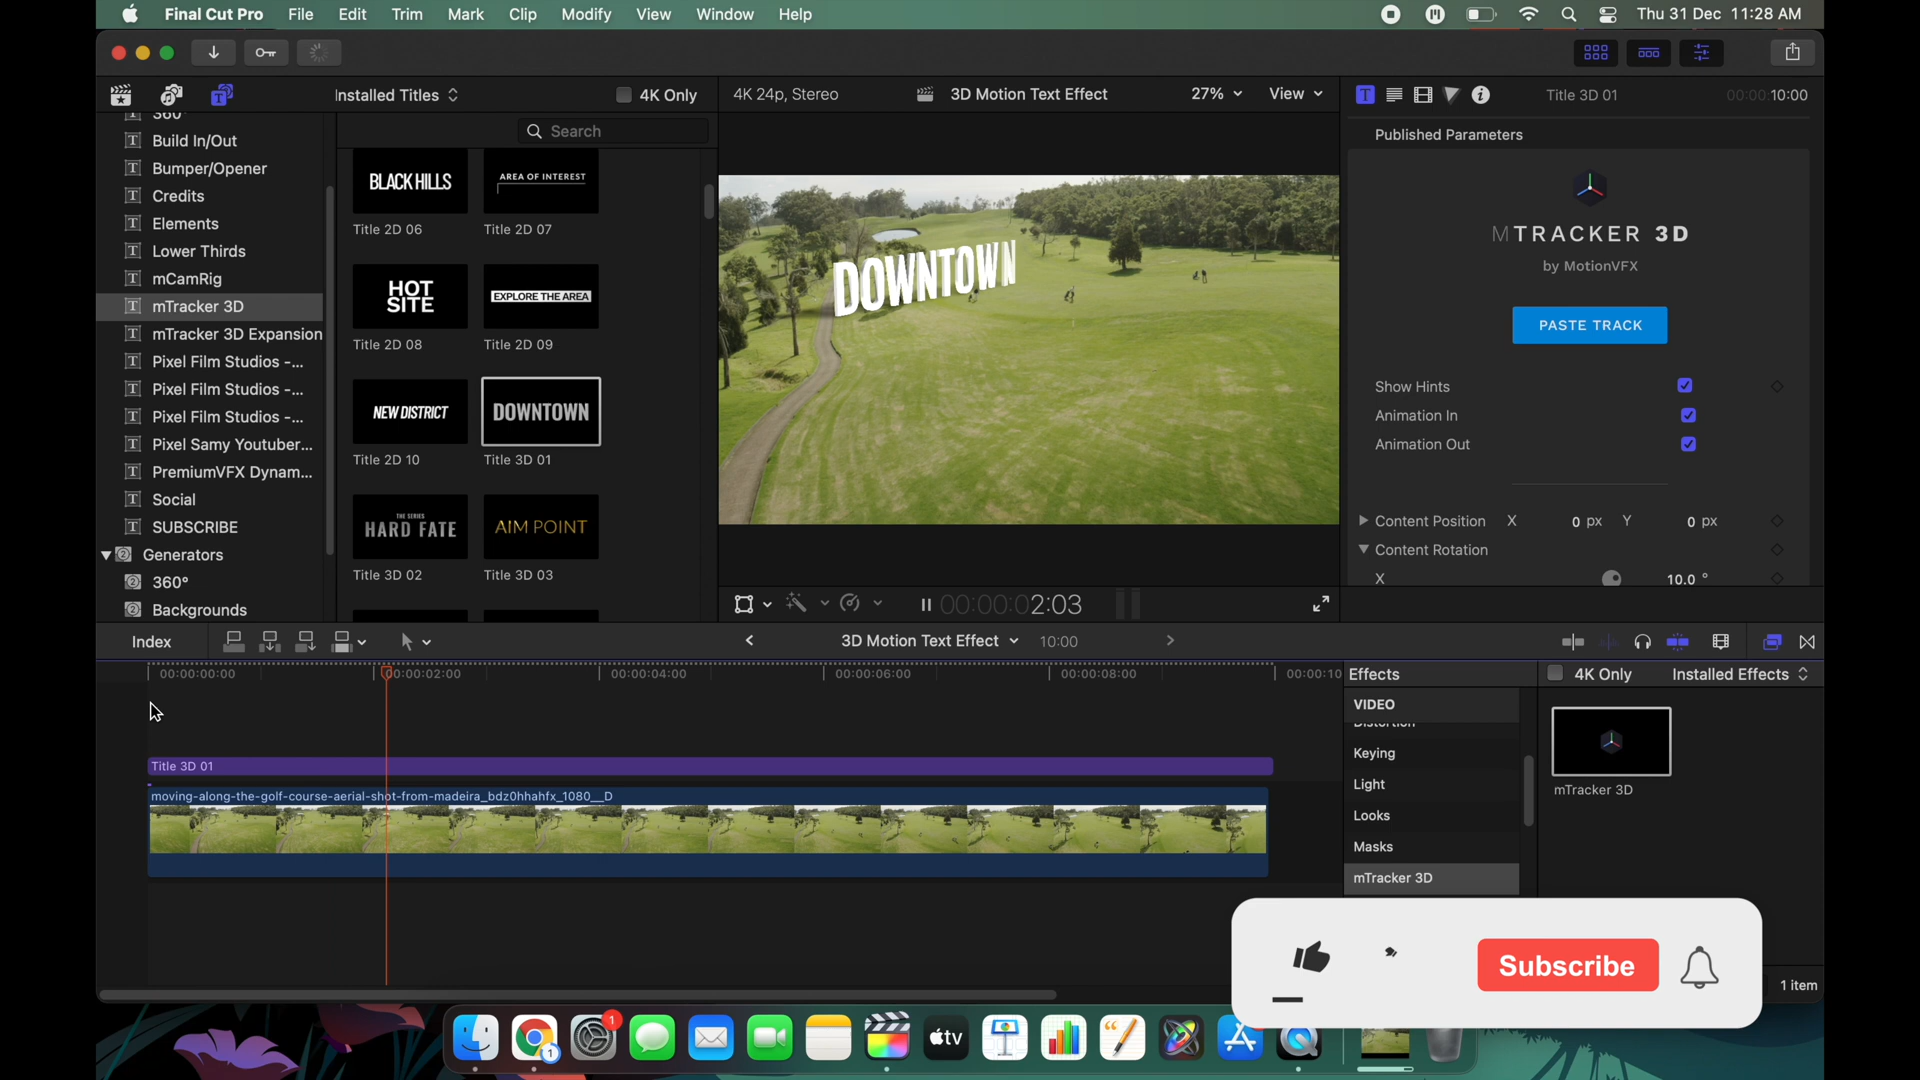 Final Cut Pro File Edit Trim Mark Clip Modify View Window Help Thu 31 Dec 11:28 AM
Installed Titles 4K Only 4K 24p, Stereo 3D Motion Text Effect 27% View Title 3D 01 00:00:10:00
360°
Build In/Out
Bumper/Opener
Credits
Elements
Lower Thirds
mCamRig
mTracker 3D
mTracker 3D Expansion
Pixel Film Studios -...
Pixel Film Studios -...
Pixel Film Studios -...
Pixel Samy Youtuber...
PremiumVFX Dynam...
Social
SUBSCRIBE
Generators
360°
Backgrounds
Search
BLACK HILLS
AREA OF INTEREST
Title 2D 06 Title 2D 07
HOT
SITE
EXPLORE THE AREA
Title 2D 08 Title 2D 09
NEW DISTRICT
DOWNTOWN
Title 2D 10 Title 3D 01
THE SERIES
HARD FATE
AIM POINT
Title 3D 02 Title 3D 03
DOWNTOWN
00:00:02:03
Published Parameters
MTRACKER 3D
by MotionVFX
PASTE TRACK
Show Hints
Animation In
Animation Out
Content Position X 0 px Y 0 px
Content Rotation
X 10.0 °
Index 3D Motion Text Effect 10:00
00:00:00:00 00:00:02:00 00:00:04:00 00:00:06:00 00:00:08:00 00:00:10
Title 3D 01
moving-along-the-golf-course-aerial-shot-from-madeira_bdz0hhahfx_1080__D
Effects 4K Only Installed Effects
VIDEO
Distortion
Keying
Light
Looks
Masks
mTracker 3D
mTracker 3D
Subscribe
1 item
1
1
tv